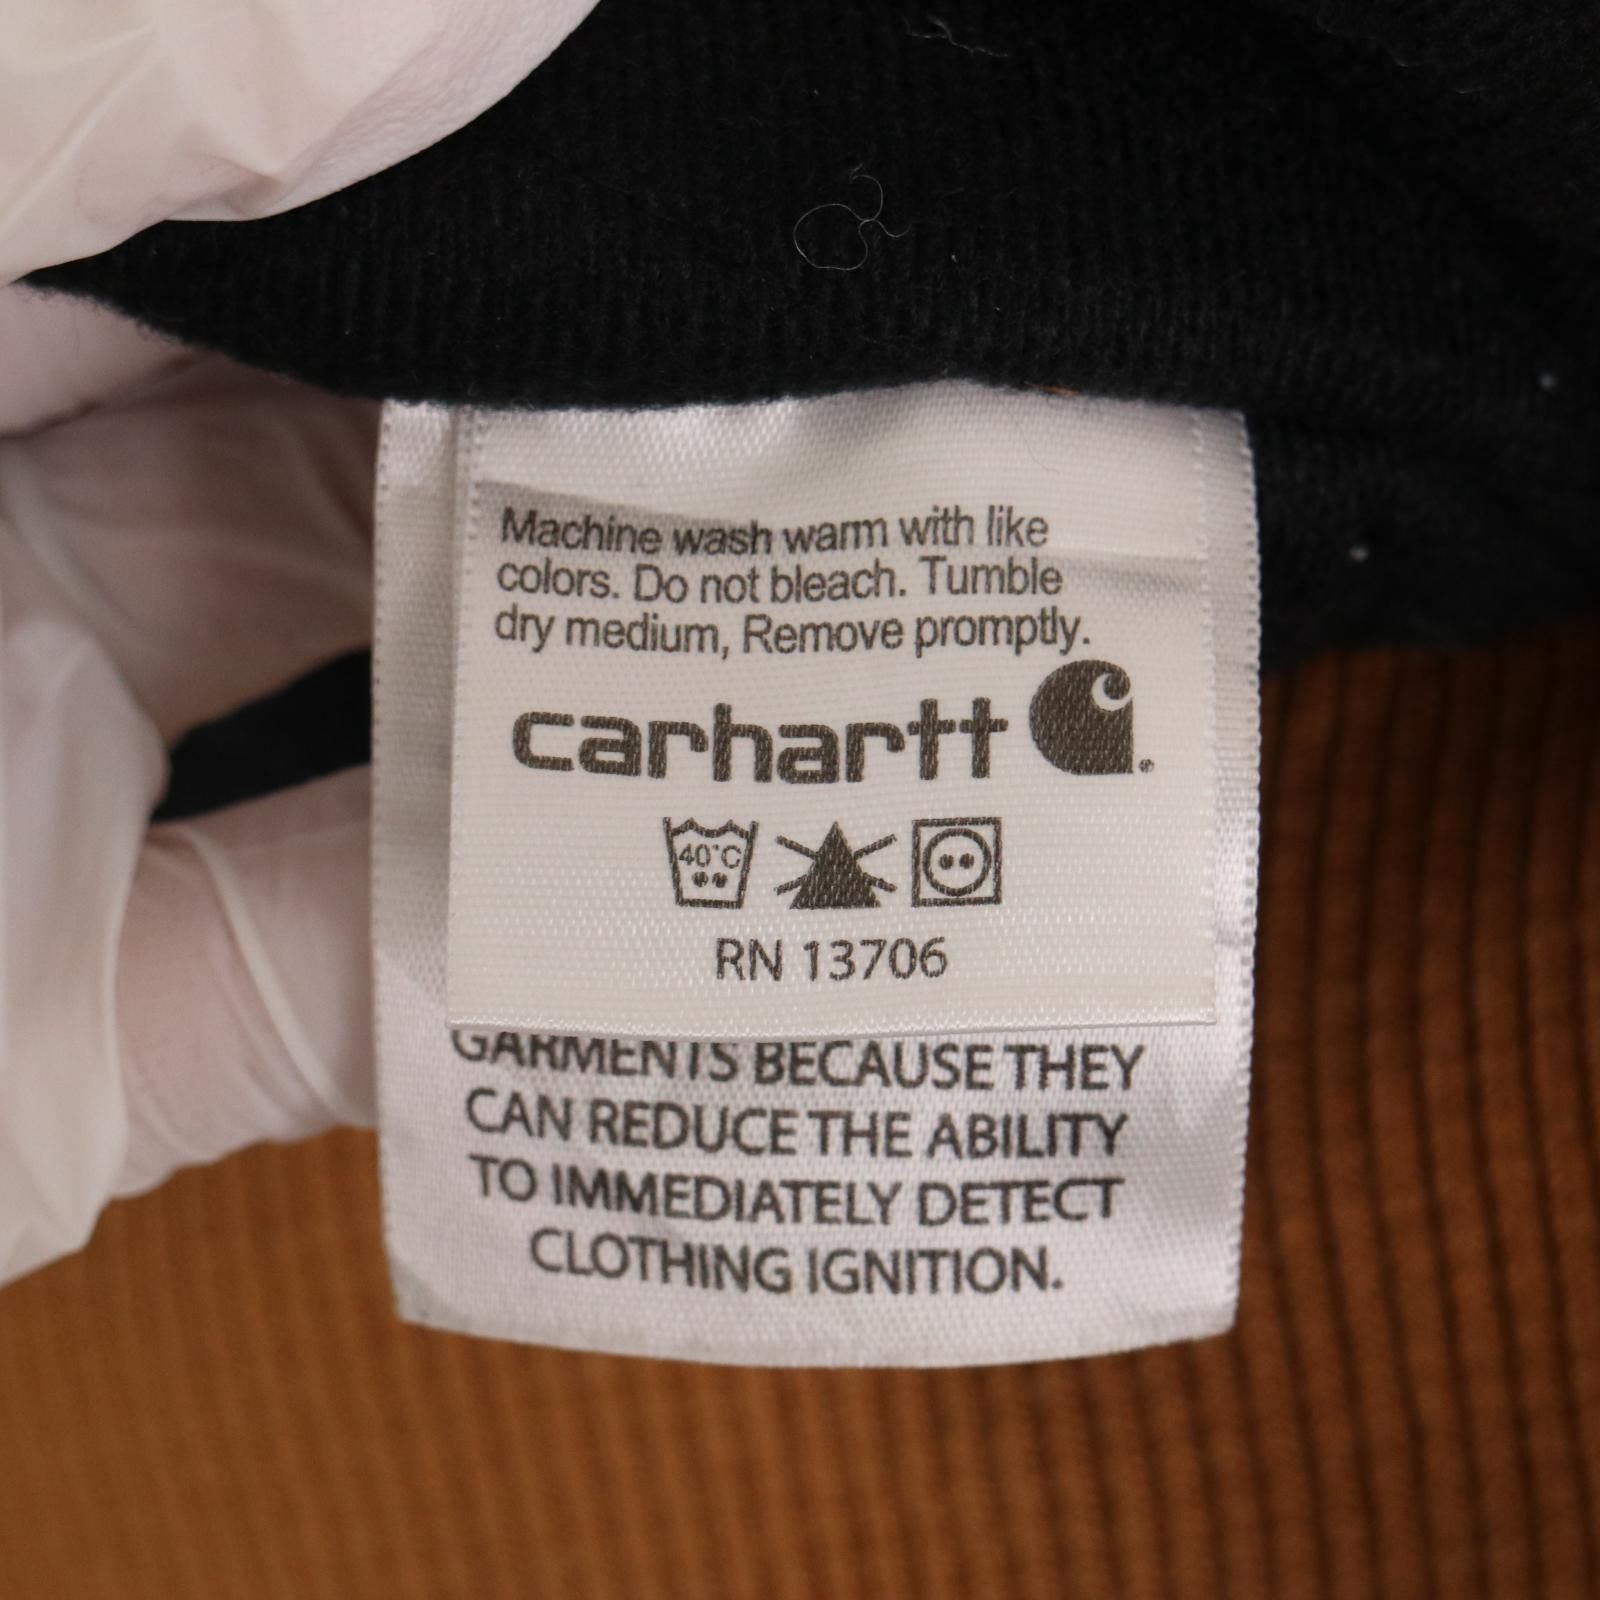 Machine wash warm with like
colors. Do not bleach. Tumble
dry medium, Remove promptly.
carhartt
40°C
RN 13706
GARMENTS BECAUSE THEY
CAN REDUCE THE ABILITY
TO IMMEDIATELY DETECT
CLOTHING IGNITION.